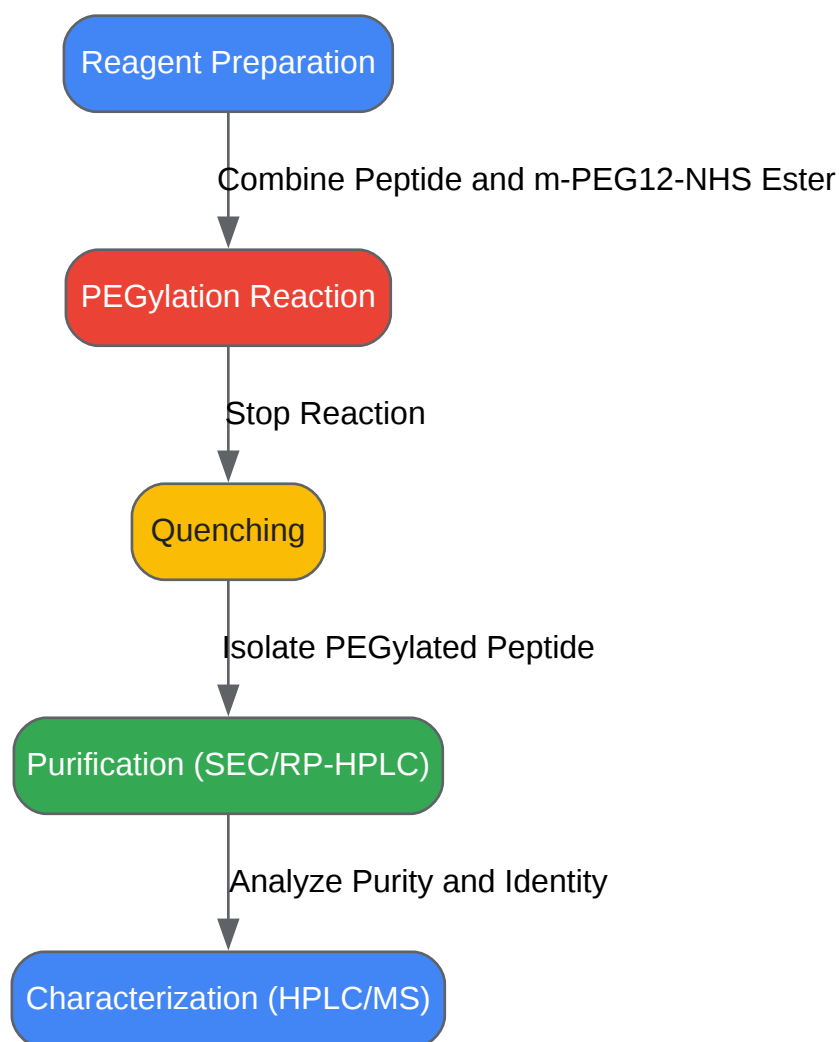 Reagent Preparation
Combine Peptide and m-PEG12-NHS Ester
PEGylation Reaction
Stop Reaction
Quenching
Isolate PEGylated Peptide
Purification (SEC/RP-HPLC)
Analyze Purity and Identity
Characterization (HPLC/MS)